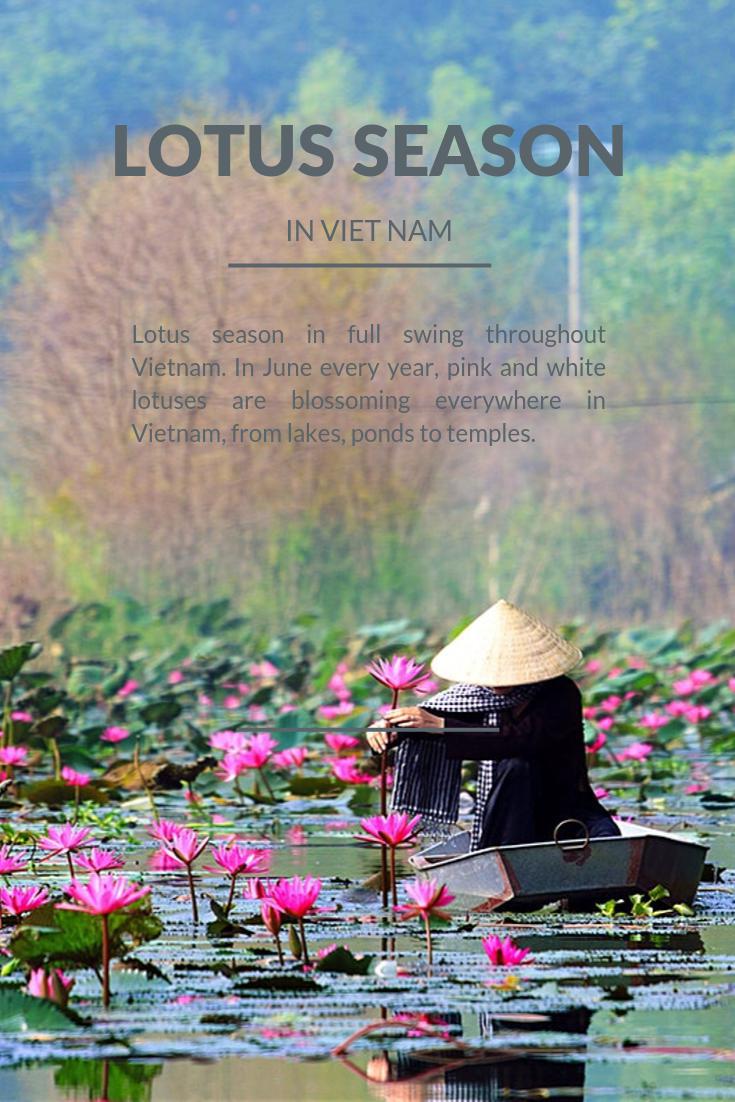 LOTUS SEASON
IN VIET NAM
Lotus season in full swing throughout
Vietnam. In June every year, pink and white
lotuses are blossoming everywhere in
Vietnam, from lakes, ponds to temples.